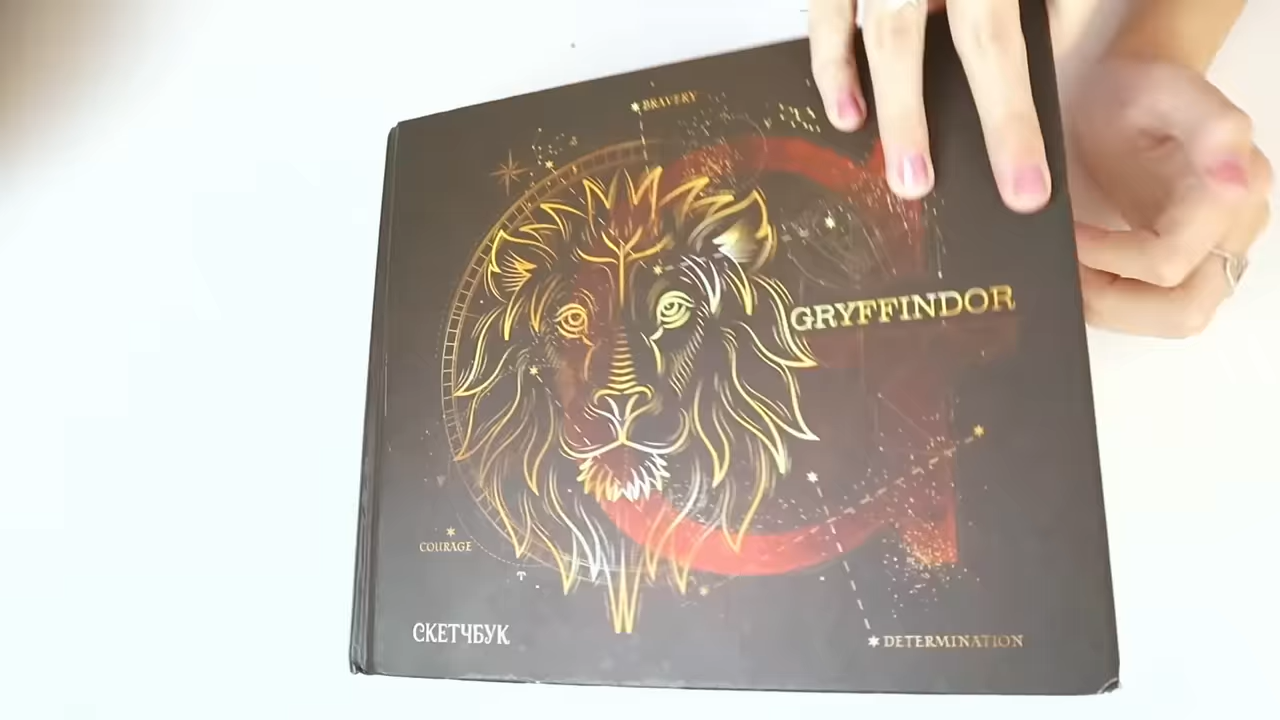 BRAVERY
GRYFFINDOR
COURAGE
СКЕТЧБУК
DETERMINATION